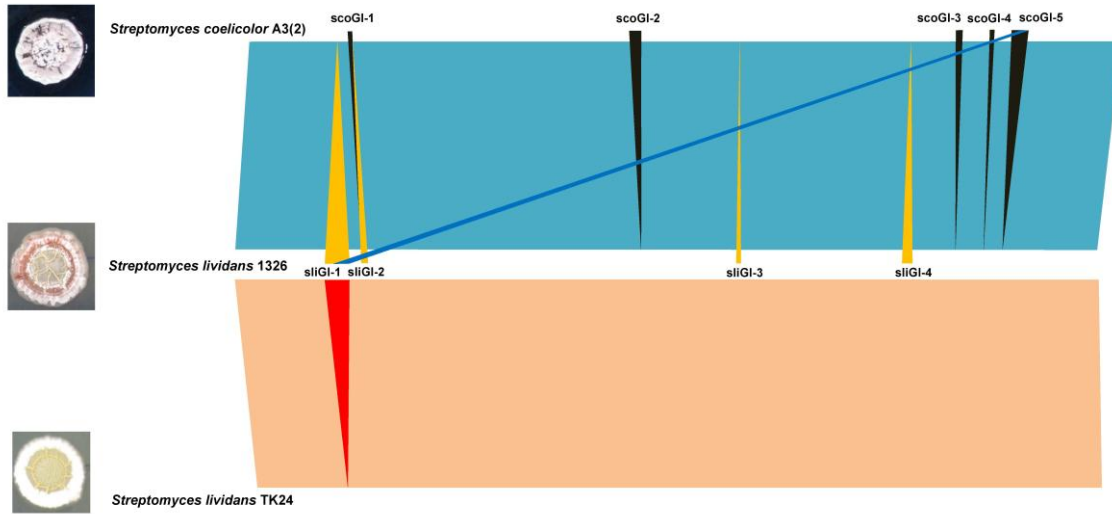 scoGI-1 scoGI-2 scoGI-3 scoGI-4 scoGI-5
Streptomyces coelicolor A3(2)
Streptomyces lividans 1326
sliGI-1 sliGI-2 sliGI-3 sliGI-4
Streptomyces lividans TK24